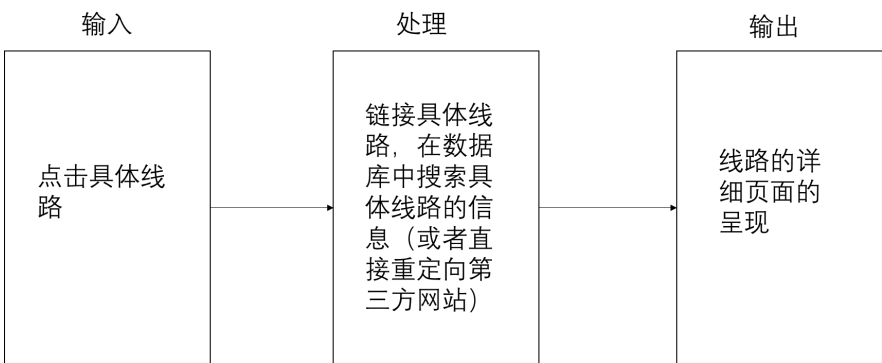 输入
处理
输出
点击具体线
路
链接具体线
路，在数据
库中搜索具
体线路的信
息（或者直
接重定向第
三方网站）
线路的详
细页面的
呈现